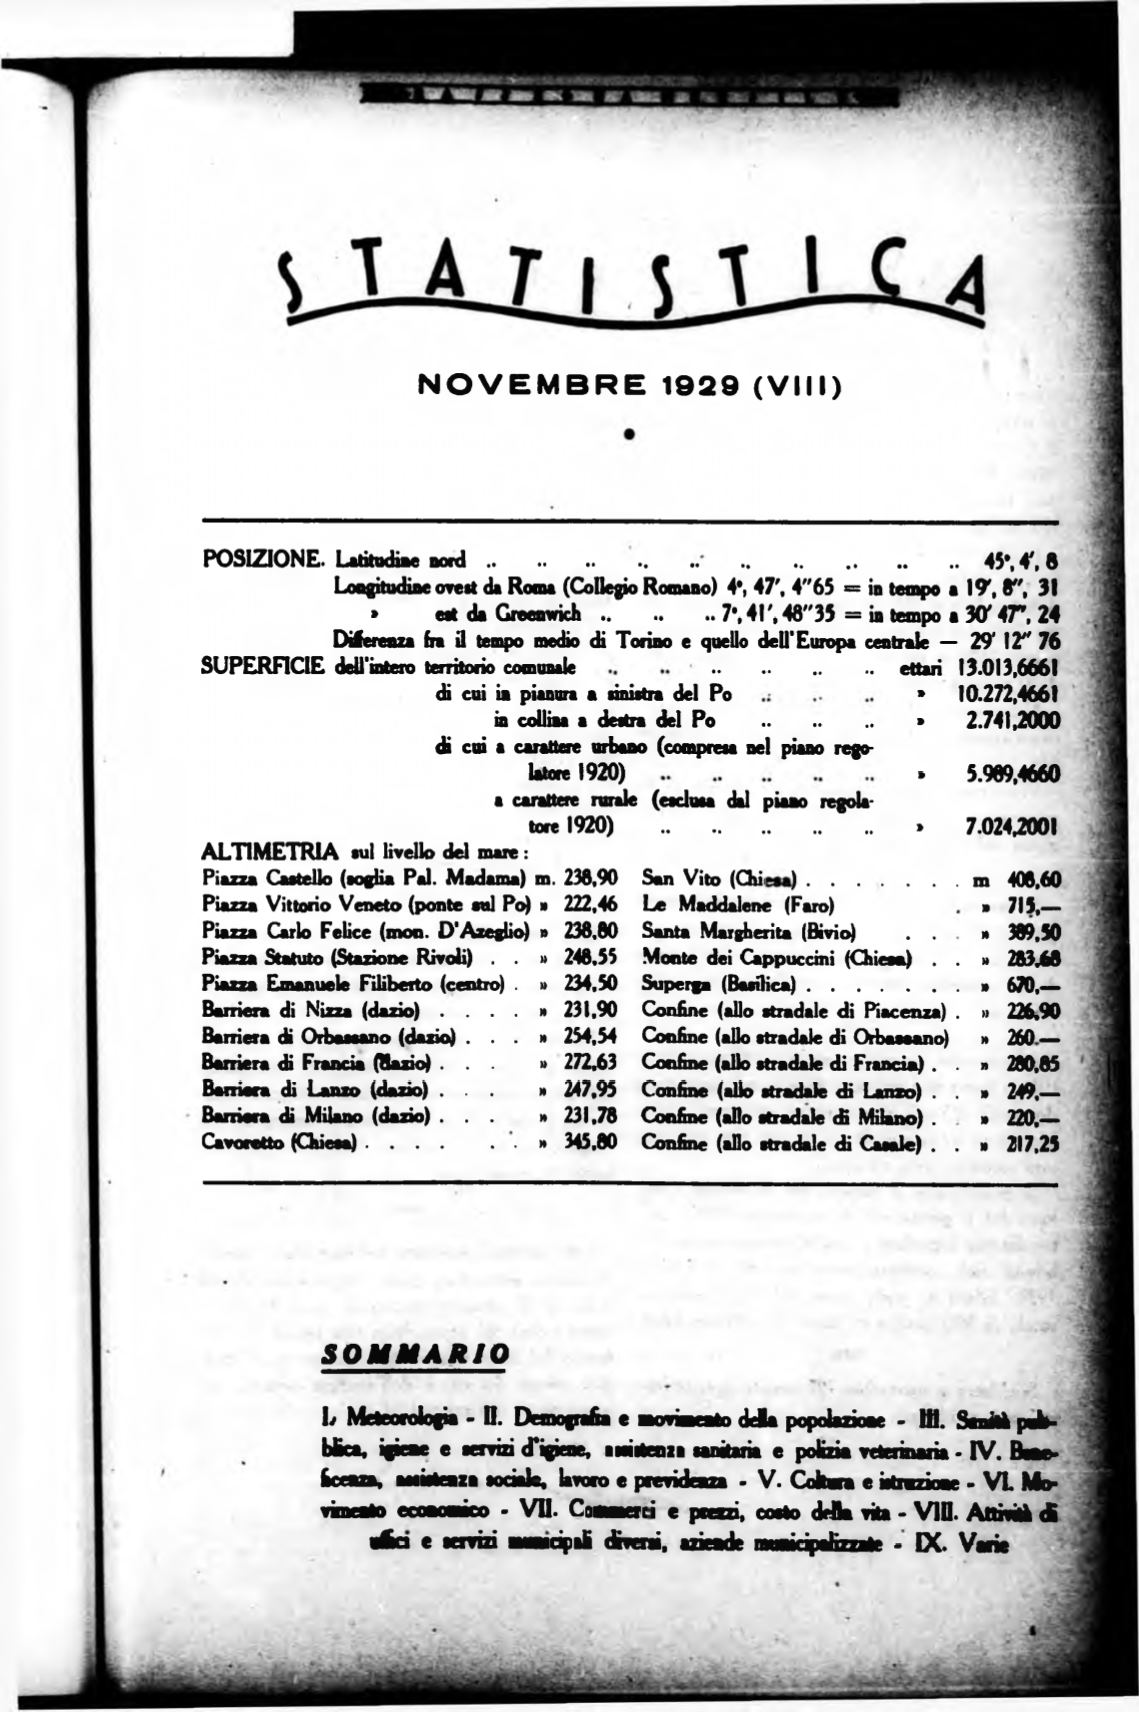 STATISTICA
NOVEMBRE 1929 (VIII)
POSIZIONE. Latitudine nord .. .. .. .. .. .. .. .. .. .. 45°, 4', 8
Longitudine ovest da Roma (Collegio Romano) 4°, 47', 4"65 = in tempo a 19', 8", 31
» est da Greenwich .. .. .. 7°, 41', 48"35 = in tempo a 30' 47", 24
Differenza fra il tempo medio di Torino e quello dell'Europa centrale — 29' 12" 76
SUPERFICIE dell'intero territorio comunale .. .. .. .. .. .. ettari 13.013,6661
di cui in pianura a sinistra del Po .. .. .. » 10.272,4661
in collina a destra del Po .. .. .. » 2.741,2000
di cui a carattere urbano (compresa nel piano rego-
latore 1920) .. .. .. .. .. » 5.989,4660
a carattere rurale (esclusa dal piano regola-
tore 1920) .. .. .. .. .. » 7.024,2001
ALTIMETRIA sul livello del mare :
Piazza Castello (soglia Pal. Madama) m. 238,90 San Vito (Chiesa) . . . . . . . m 408,60
Piazza Vittorio Veneto (ponte sul Po) » 222,46 Le Maddalene (Faro) . » 715,—
Piazza Carlo Felice (mon. D'Azeglio) » 238,80 Santa Margherita (Bivio) . . . » 389,50
Piazza Statuto (Stazione Rivoli) . . » 248,55 Monte dei Cappuccini (Chiesa) . . » 283,68
Piazza Emanuele Filiberto (centro) . » 234,50 Superga (Basilica) . . . . . . . » 670,—
Barriera di Nizza (dazio) . . . . » 231,90 Confine (allo stradale di Piacenza) . » 226,90
Barriera di Orbassano (dazio) . . . » 254,54 Confine (allo stradale di Orbassano) » 260.—
Barriera di Francia (dazio) . . . » 272,63 Confine (allo stradale di Francia) . . » 280,85
Barriera di Lanzo (dazio) . . . » 247,95 Confine (allo stradale di Lanzo) . . » 249,—
Barriera di Milano (dazio) . . . » 231,78 Confine (allo stradale di Milano) . . » 220,—
Cavoretto (Chiesa) . . . . . . » 345,80 Confine (allo stradale di Casale) . . » 217,25
SOMMARIO
I. Meteorologia - II. Demografia e movimento della popolazione - III. Sanità pub-
blica, igiene e servizi d'igiene, assistenza sanitaria e polizia veterinaria - IV. Bene-
ficenza, assistenza sociale, lavoro e previdenza - V. Coltura e istruzione - VI. Mo-
vimento economico - VII. Commerci e prezzi, costo della vita - VIII. Attività di
uffici e servizi municipali diversi, aziende municipalizzate - IX. Varie